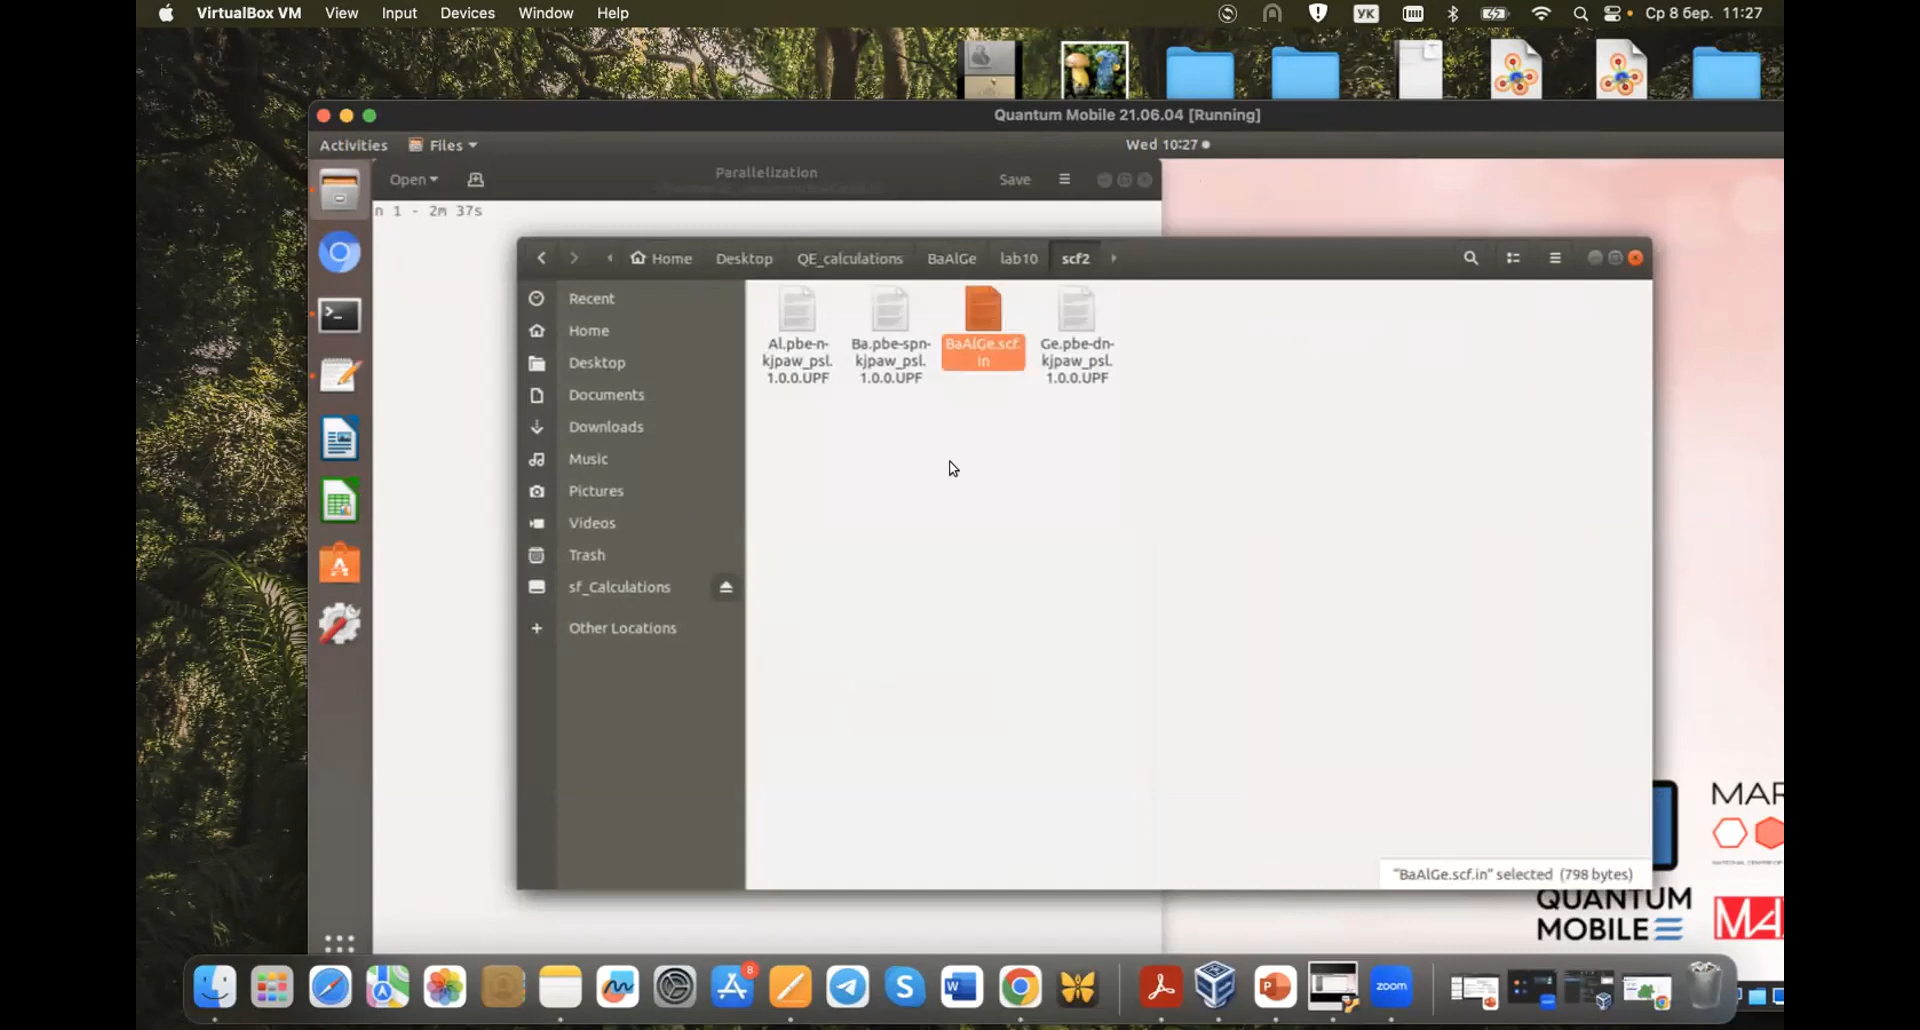 VirtualBox VM View Input Devices Window Help
УК
Ср 8 бер. 11:27
Quantum Mobile 21.06.04 [Running]
Activities
Files
Wed 10:27
Open
Parallelization
Save
n 1 - 2m 37s
Home
Desktop
QE_calculations
BaAlGe
lab10
scf2
Recent
Home
Desktop
Documents
Downloads
Music
Pictures
Videos
Trash
sf_Calculations
Other Locations
Al.pbe-n-
kjpaw_psl.
1.0.0.UPF
Ba.pbe-spn-
kjpaw_psl.
1.0.0.UPF
BaAlGe.scf.
in
Ge.pbe-dn-
kjpaw_psl.
1.0.0.UPF
"BaAlGe.scf.in" selected (798 bytes)
MAR
QUANTUM
MOBILE
MA
8
zoom